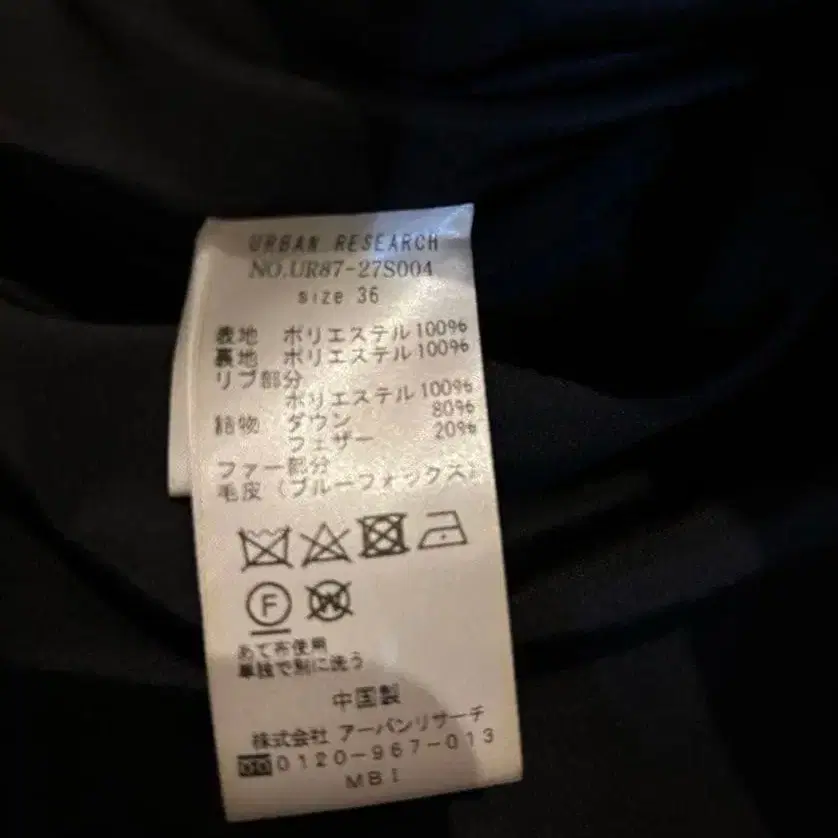 URBAN RESEARCH
NO.UR87-27S004
size 36
表地 ポリエステル100%
裏地 ポリエステル100%
リブ部分
ポリエステル100%
詰物 ダウン 80%
フェザー 20%
ファー部分
毛皮(ブルーフォックス)
F
W
あて布使用
単独で別に洗う
中国製
株式会社 アーバンリサーチ
0120-967-013
MBI